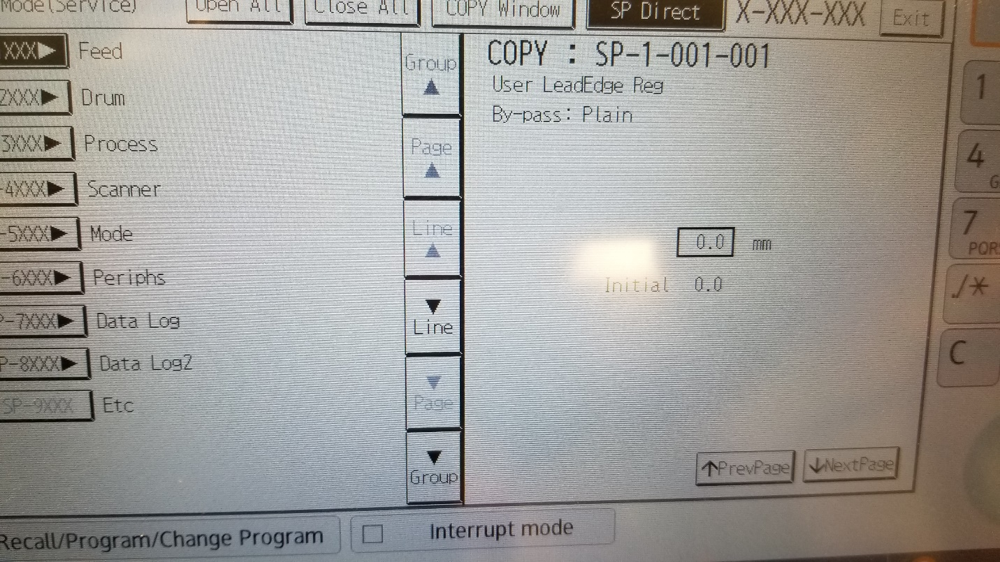 Mode(Service) Open All Close All COPY Window SP Direct X-XXX-XXX Exit
XXX▶ Feed
2XXX▶ Drum
3XXX▶ Process
-4XXX▶ Scanner
-5XXX▶ Mode
-6XXX▶ Periphs
P-7XXX▶ Data Log
P-8XXX▶ Data Log2
SP-9XXX Etc
Group
▲
Page
▲
Line
▲
▼
Line
▼
Page
▼
Group
COPY : SP-1-001-001
User LeadEdge Reg
By-pass: Plain
0.0 mm
Initial 0.0
↑PrevPage ↓NextPage
Recall/Program/Change Program Interrupt mode
1
4
G
7
PQRS
./*
C